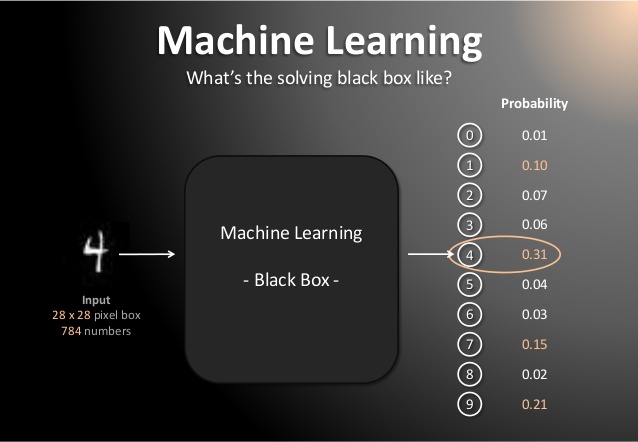 Machine Learning
What's the solving black box like?
Probability
0 0.01
1 0.10
2 0.07
3 0.06
4 0.31
5 0.04
6 0.03
7 0.15
8 0.02
9 0.21
Machine Learning
- Black Box -
4
Input
28 x 28 pixel box
784 numbers